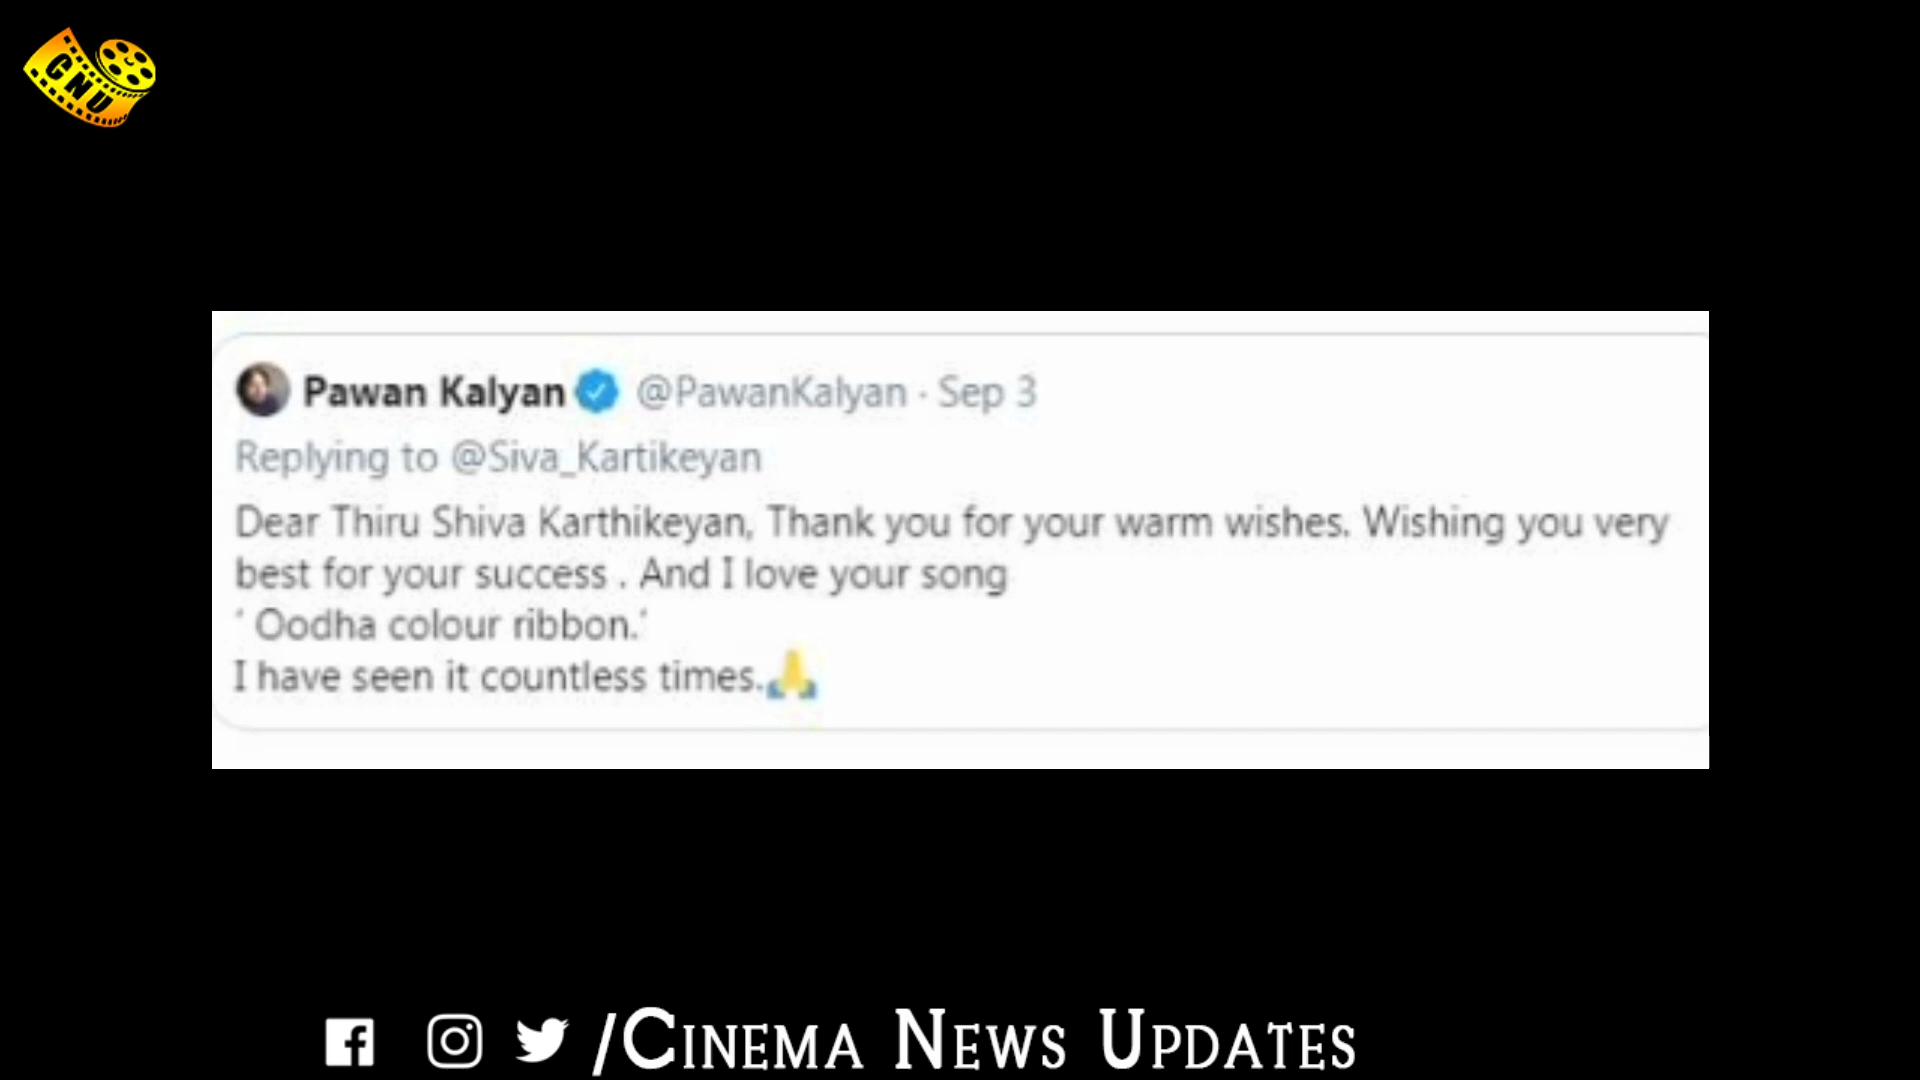 CNU
Pawan Kalyan @PawanKalyan · Sep 3
Replying to @Siva_Kartikeyan
Dear Thiru Shiva Karthikeyan, Thank you for your warm wishes. Wishing you very
best for your success . And I love your song
‘ Oodha colour ribbon.‘
I have seen it countless times.🙏
/Cinema News Updates